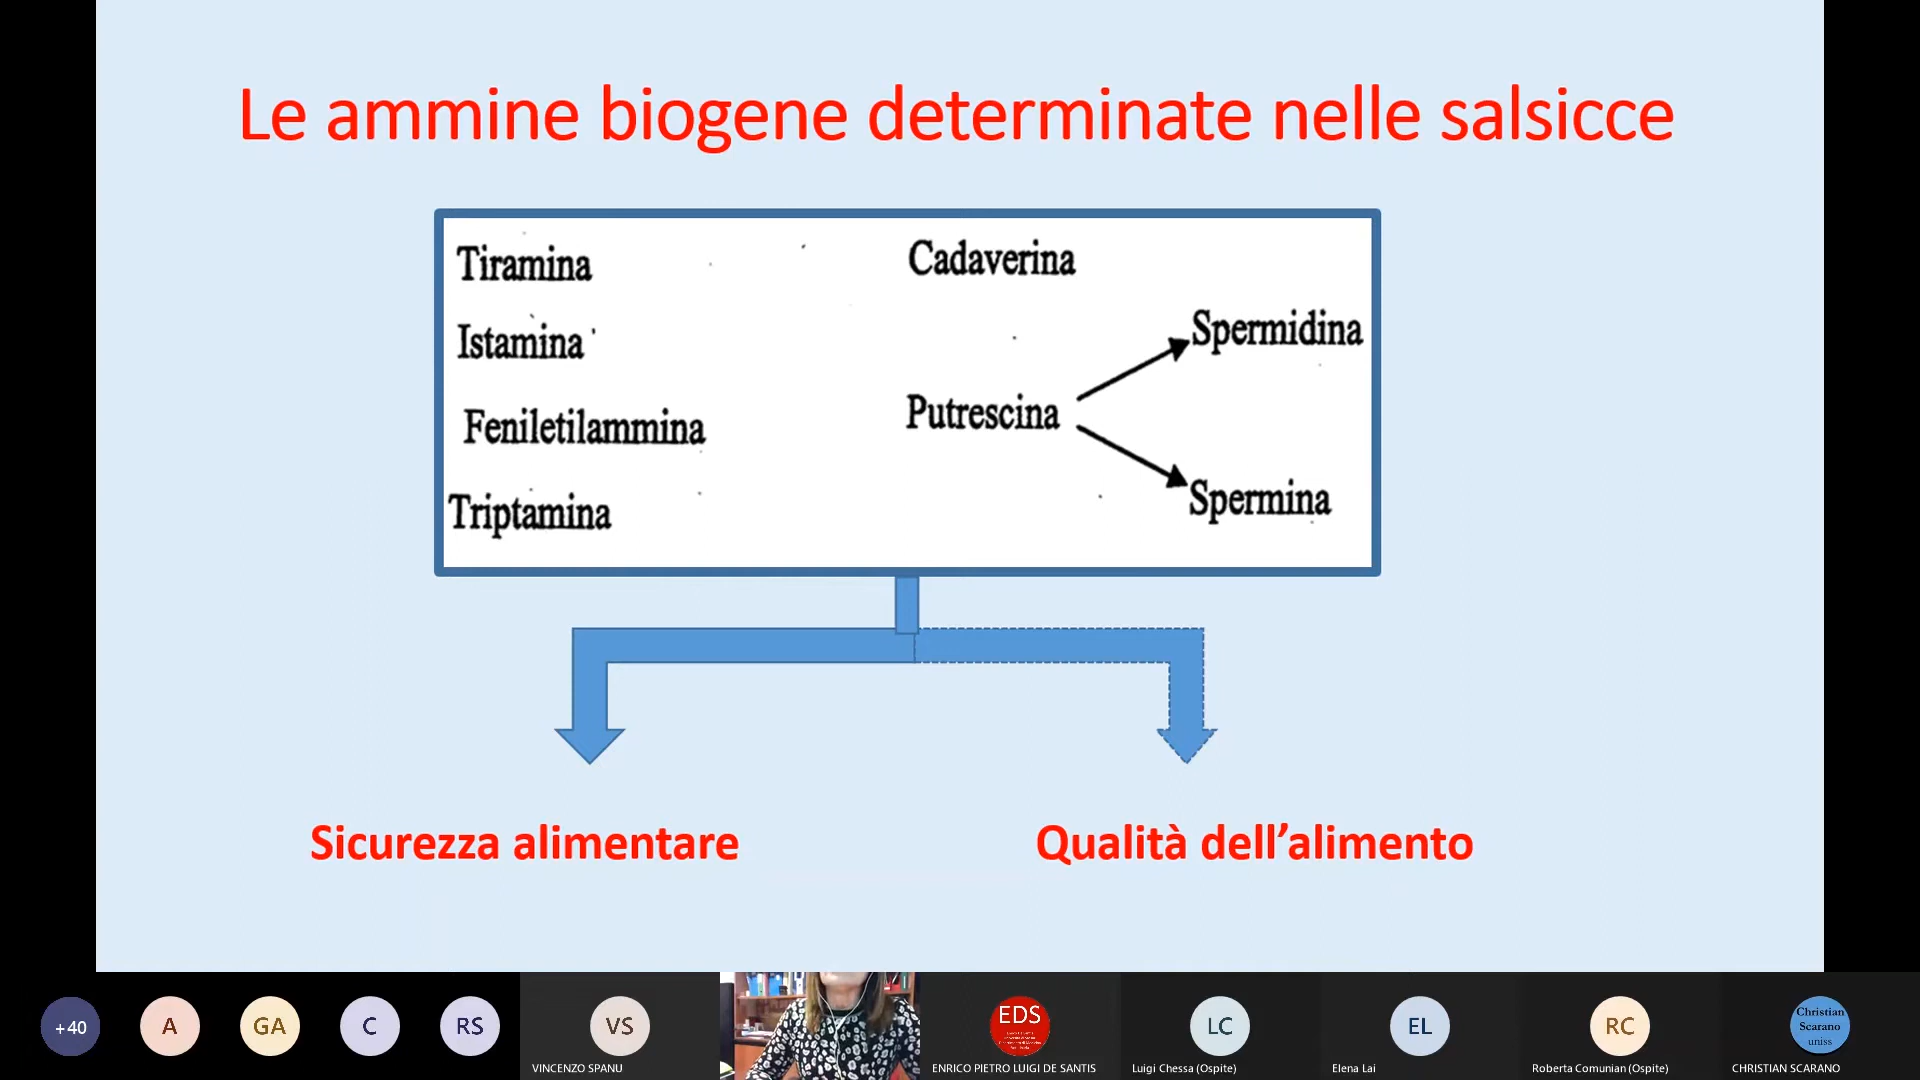 Le ammine biogene determinate nelle salsicce
Tiramina
Cadaverina
Istamina
Spermidina
Feniletilammina
Putrescina
Triptamina
Spermina
Sicurezza alimentare
Qualità dell’alimento
+40
A
GA
C
RS
VS
VINCENZO SPANU
EDS
ENRICO PIETRO LUIGI DE SANTIS
LC
Luigi Chessa (Ospite)
EL
Elena Lai
RC
Roberta Comunian (Ospite)
Christian
Scarano
uniss
CHRISTIAN SCARANO